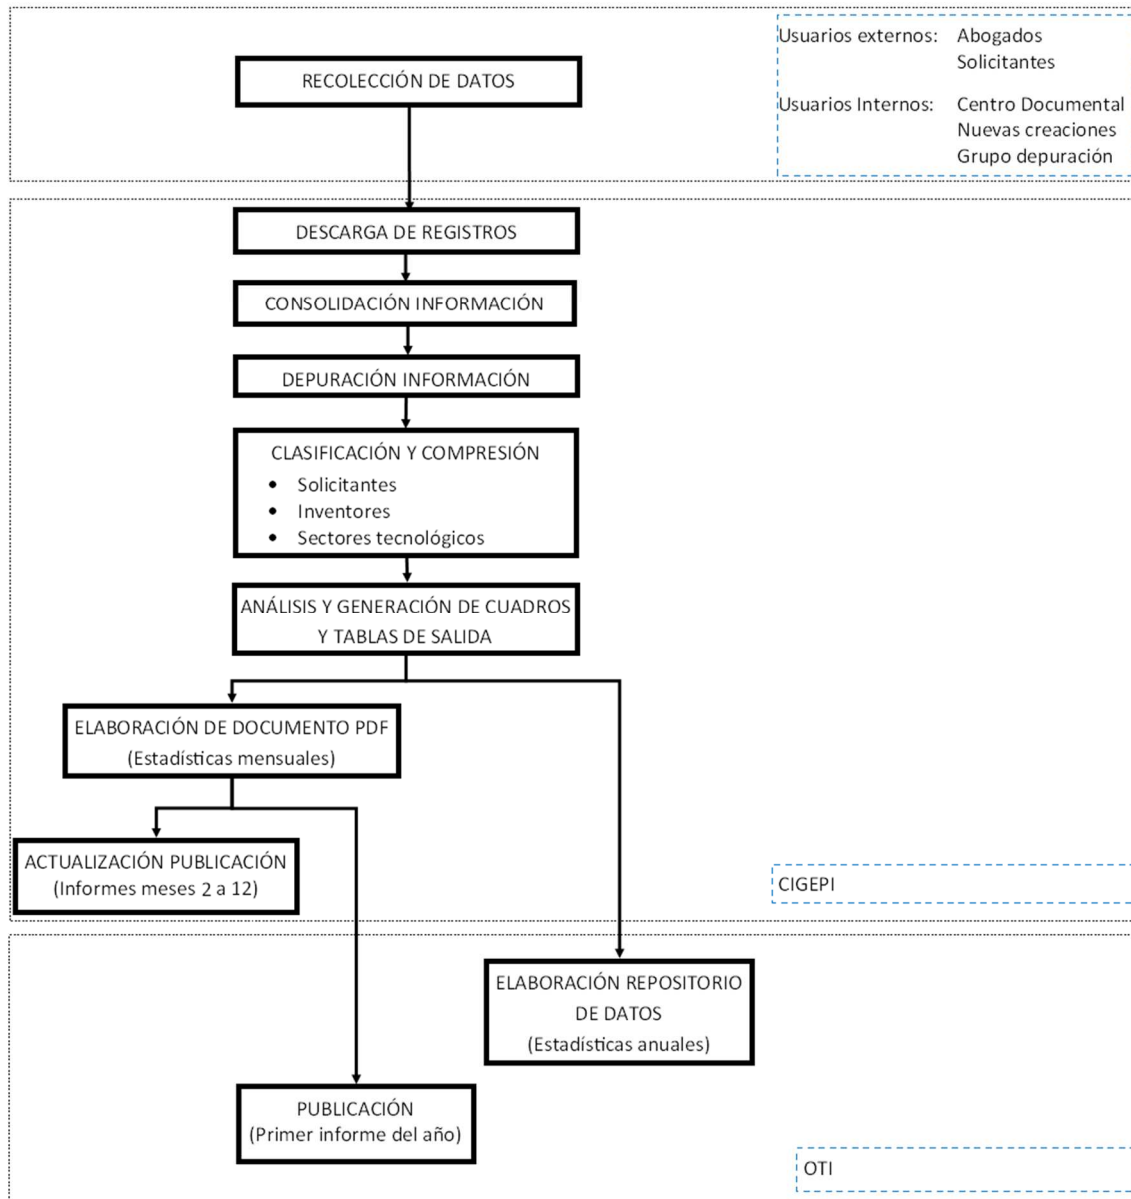 RECOLECCIÓN DE DATOS
Usuarios externos: Abogados
Solicitantes
Usuarios Internos: Centro Documental
Nuevas creaciones
Grupo depuración
DESCARGA DE REGISTROS
CONSOLIDACIÓN INFORMACIÓN
DEPURACIÓN INFORMACIÓN
CLASIFICACIÓN Y COMPRESIÓN
• Solicitantes
• Inventores
• Sectores tecnológicos
ANÁLISIS Y GENERACIÓN DE CUADROS
Y TABLAS DE SALIDA
ELABORACIÓN DE DOCUMENTO PDF
(Estadísticas mensuales)
ACTUALIZACIÓN PUBLICACIÓN
(Informes meses 2 a 12)
CIGEPI
ELABORACIÓN REPOSITORIO
DE DATOS
(Estadísticas anuales)
PUBLICACIÓN
(Primer informe del año)
OTI